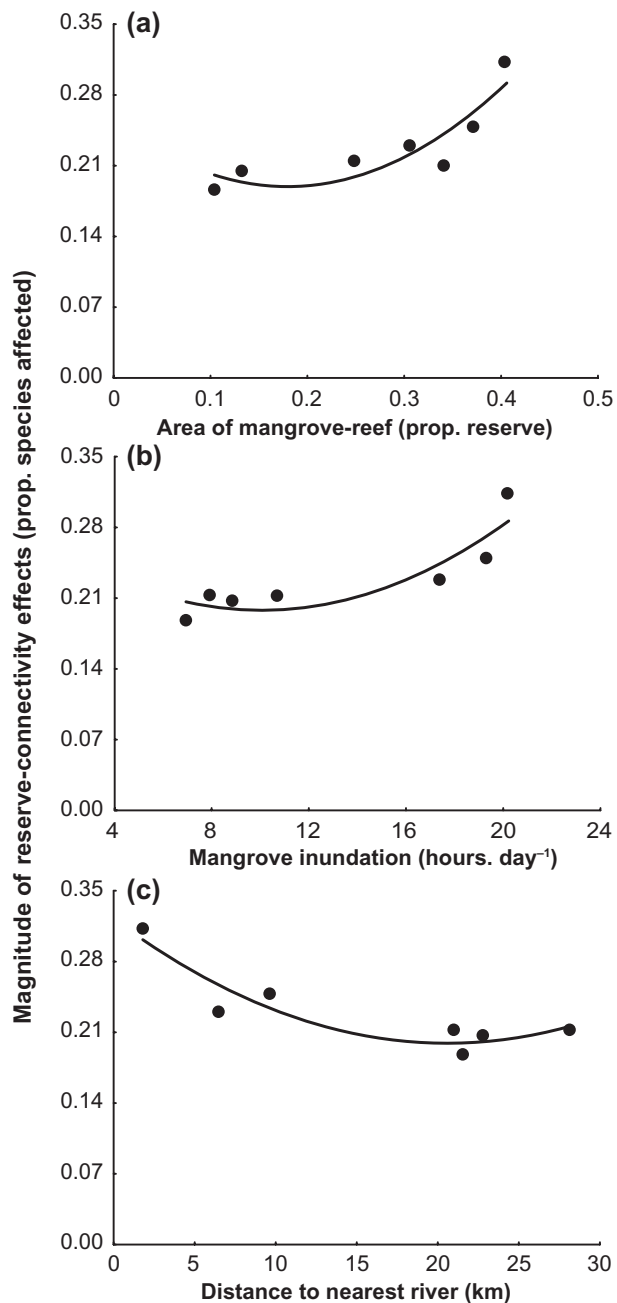 Magnitude of reserve-connectivity effects (prop. species affected)
(a)
0.35
0.28
0.21
0.14
0.07
0.00
0 0.1 0.2 0.3 0.4 0.5
Area of mangrove-reef (prop. reserve)
(b)
0.35
0.28
0.21
0.14
0.07
0.00
4 8 12 16 20 24
Mangrove inundation (hours. day⁻¹)
(c)
0.35
0.28
0.21
0.14
0.07
0.00
0 5 10 15 20 25 30
Distance to nearest river (km)